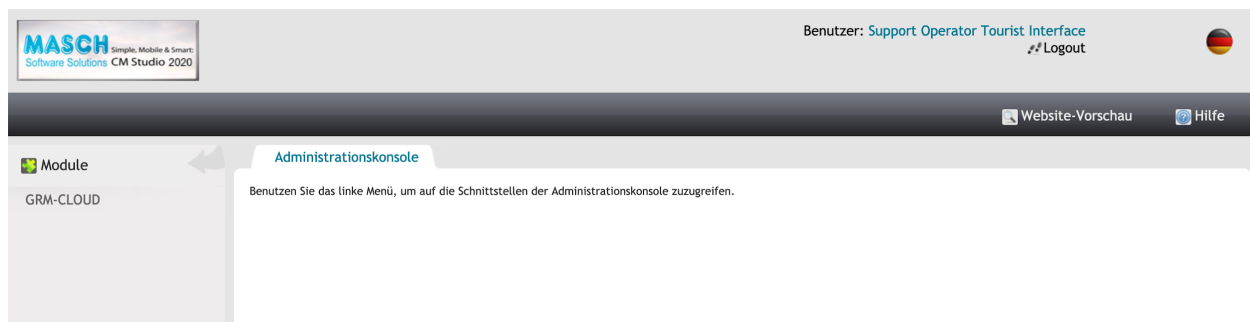 MASCH Simple, Mobile & Smart:
Software Solutions CM Studio 2020
Benutzer: Support Operator Tourist Interface
Logout
Website-Vorschau
Hilfe
Module
GRM-CLOUD
Administrationskonsole
Benutzen Sie das linke Menü, um auf die Schnittstellen der Administrationskonsole zuzugreifen.